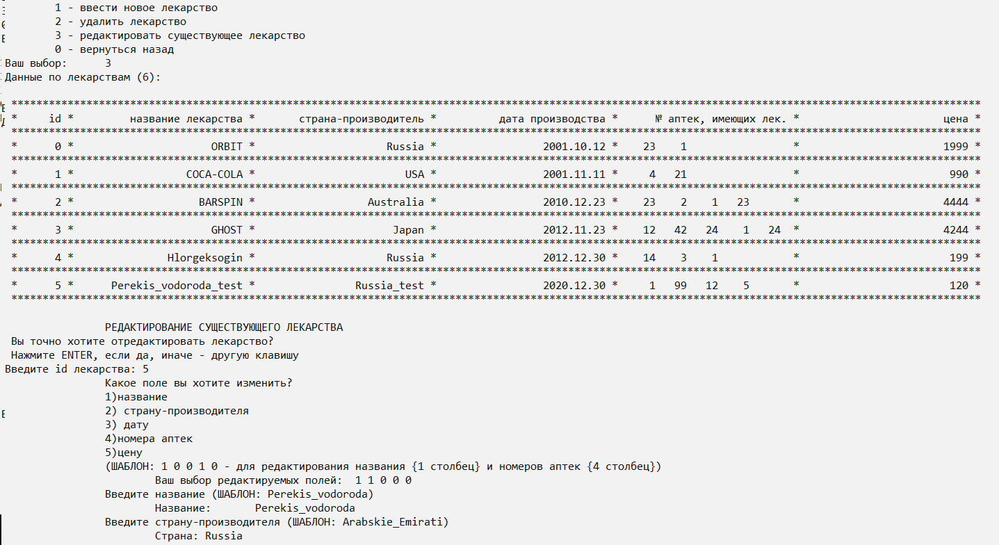 1 - ввести новое лекарство
2 - удалить лекарство
3 - редактировать существующее лекарство
0 - вернуться назад
Ваш выбор: 3
Данные по лекарствам (6):
* id * название лекарства * страна-производитель * дата производства * № аптек, имеющих лек. * цена *
* 0 * ORBIT * Russia * 2001.10.12 * 23 1 * 1999 *
* 1 * COCA-COLA * USA * 2001.11.11 * 4 21 * 990 *
* 2 * BARSPIN * Australia * 2010.12.23 * 23 2 1 23 * 4444 *
* 3 * GHOST * Japan * 2012.11.23 * 12 42 24 1 24 * 4244 *
* 4 * Hlorgeksogin * Russia * 2012.12.30 * 14 3 1 * 199 *
* 5 * Perekis_vodoroda_test * Russia_test * 2020.12.30 * 1 99 12 5 * 120 *
РЕДАКТИРОВАНИЕ СУЩЕСТВУЮЩЕГО ЛЕКАРСТВА
Вы точно хотите отредактировать лекарство?
Нажмите ENTER, если да, иначе - другую клавишу
Введите id лекарства: 5
Какое поле вы хотите изменить?
1)название
2) страну-производителя
3) дату
4)номера аптек
5)цену
(ШАБЛОН: 1 0 0 1 0 - для редактирования названия {1 столбец} и номеров аптек {4 столбец})
Ваш выбор редактируемых полей: 1 1 0 0 0
Введите название (ШАБЛОН: Perekis_vodoroda)
Название: Perekis_vodoroda
Введите страну-производителя (ШАБЛОН: Arabskie_Emirati)
Страна: Russia